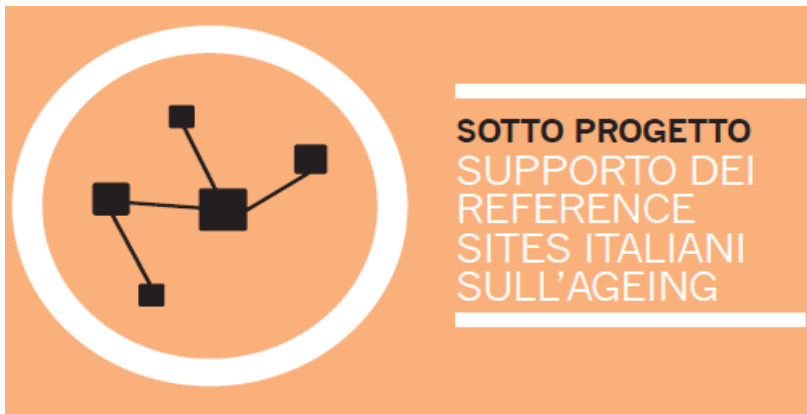 SOTTO PROGETTO
SUPPORTO DEI
REFERENCE
SITES ITALIANI
SULL'AGEING